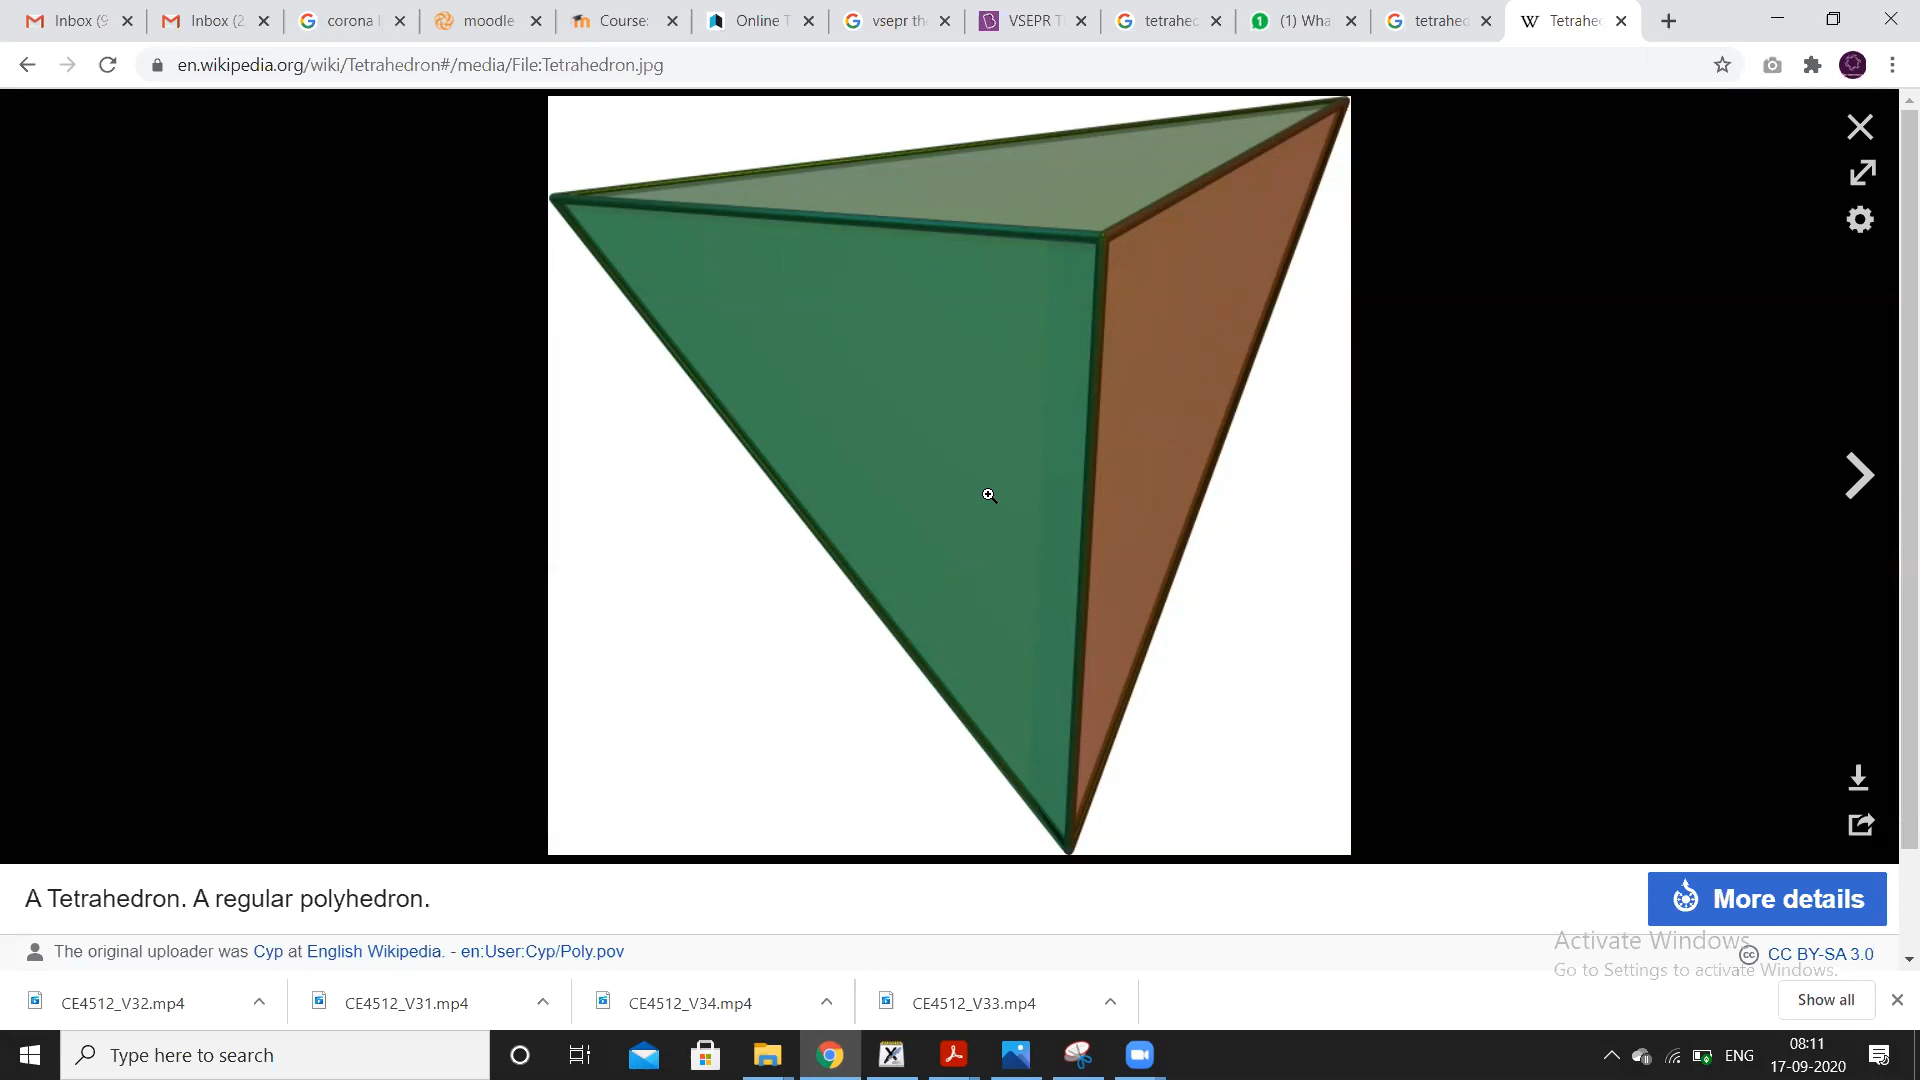 Inbox (9
Inbox (2
corona
moodle
Course:
Online T
vsepr th
VSEPR T
tetrahed
(1) Wha
tetrahed
Tetrahe
en.wikipedia.org/wiki/Tetrahedron#/media/File:Tetrahedron.jpg
A Tetrahedron. A regular polyhedron.
More details
The original uploader was Cyp at English Wikipedia. - en:User:Cyp/Poly.pov
CC BY-SA 3.0
Activate Windows
Go to Settings to activate Windows.
CE4512_V32.mp4
CE4512_V31.mp4
CE4512_V34.mp4
CE4512_V33.mp4
Show all
Type here to search
ENG
08:11
17-09-2020